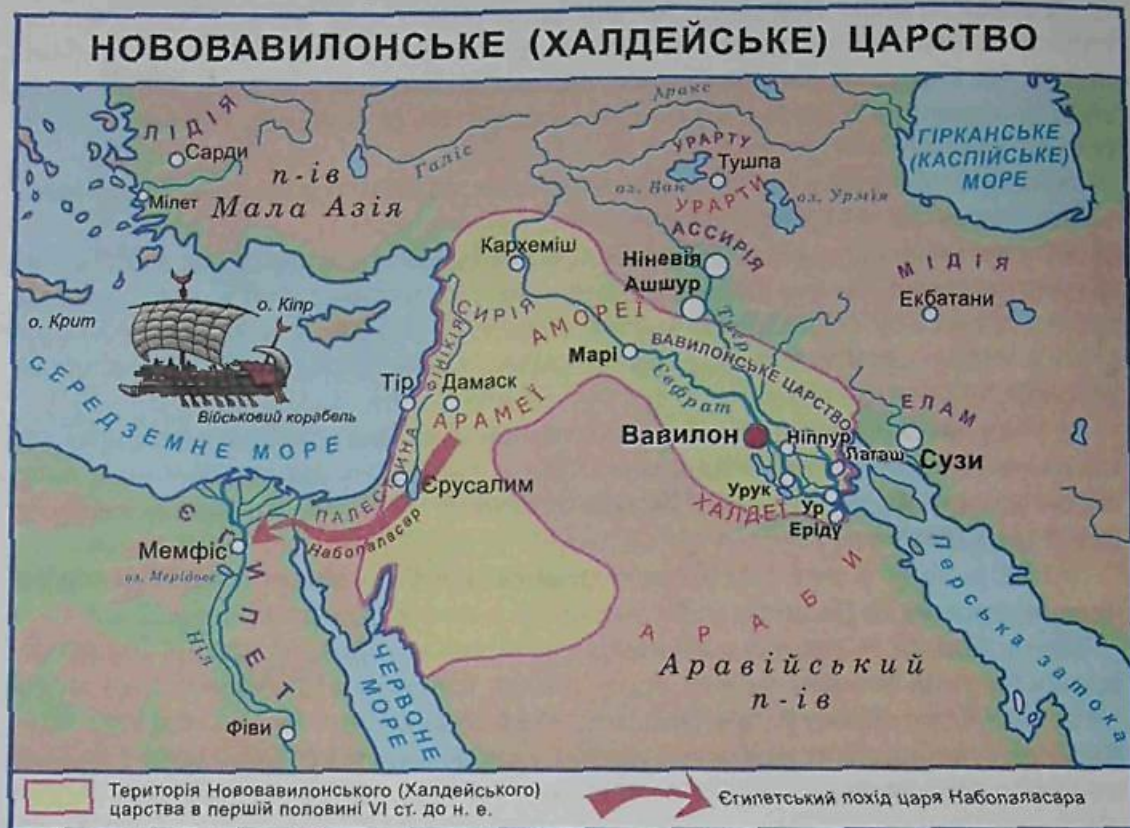 НОВОВАВИЛОНСЬКЕ (ХАЛДЕЙСЬКЕ) ЦАРСТВО
ЛІДІЯ
Сарди
Мілет
п-ів
Мала Азія
Галіс
Аракс
УРАРТУ
Тушпа
оз. Ван
УРАРТИ
оз. Урмія
ГІРКАНСЬКЕ
(КАСПІЙСЬКЕ)
МОРЕ
АССИРІЯ
Кархеміш
Ніневія
Ашшур
МІДІЯ
Екбатани
о. Крит
о. Кіпр
СИРІЯ
АМОРЕЇ
Тигр
ФІНІКІЯ
Марі
ВАВИЛОНСЬКЕ ЦАРСТВО
Євфрат
ЕЛАМ
Військовий корабель
СЕРЕДЗЕМНЕ МОРЕ
Тір
Дамаск
АРАМЕЇ
Вавилон
Ніппур
Лагаш
Сузи
ПАЛЕСТИНА
Єрусалим
Урук
ХАЛДЕЇ
Ур
Еріду
Набопаласар
ЄГИПЕТ
Мемфіс
оз. Мерідове
Ніл
Фіви
ЧЕРВОНЕ
МОРЕ
АРАБИ
Аравійський
п-ів
Перська затока
Територія Нововавилонського (Халдейського)
царства в першій половині VI ст. до н. е.
Єгипетський похід царя Набопаласара